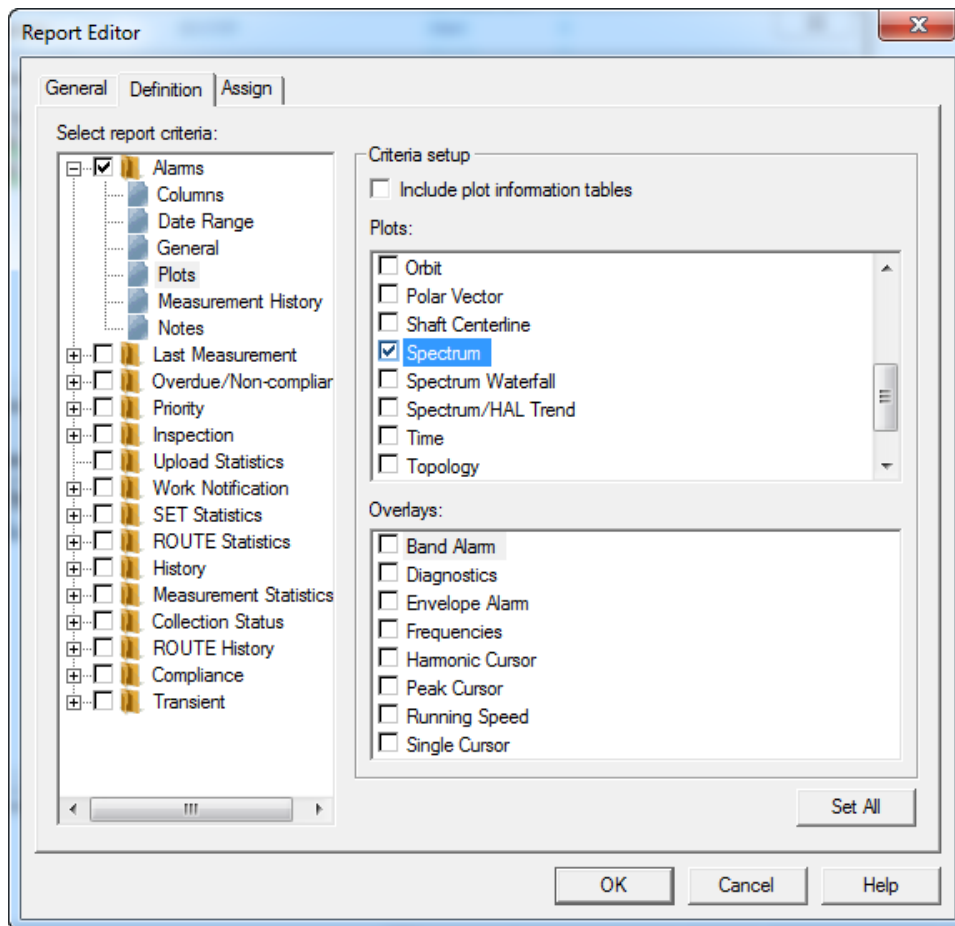 Report Editor
General Definition Assign
Select report criteria:
Alarms
Columns
Date Range
General
Plots
Measurement History
Notes
Last Measurement
Overdue/Non-complian
Priority
Inspection
Upload Statistics
Work Notification
SET Statistics
ROUTE Statistics
History
Measurement Statistics
Collection Status
ROUTE History
Compliance
Transient
Criteria setup
Include plot information tables
Plots:
Orbit
Polar Vector
Shaft Centerline
Spectrum
Spectrum Waterfall
Spectrum/HAL Trend
Time
Topology
Overlays:
Band Alarm
Diagnostics
Envelope Alarm
Frequencies
Harmonic Cursor
Peak Cursor
Running Speed
Single Cursor
Set All
OK Cancel Help